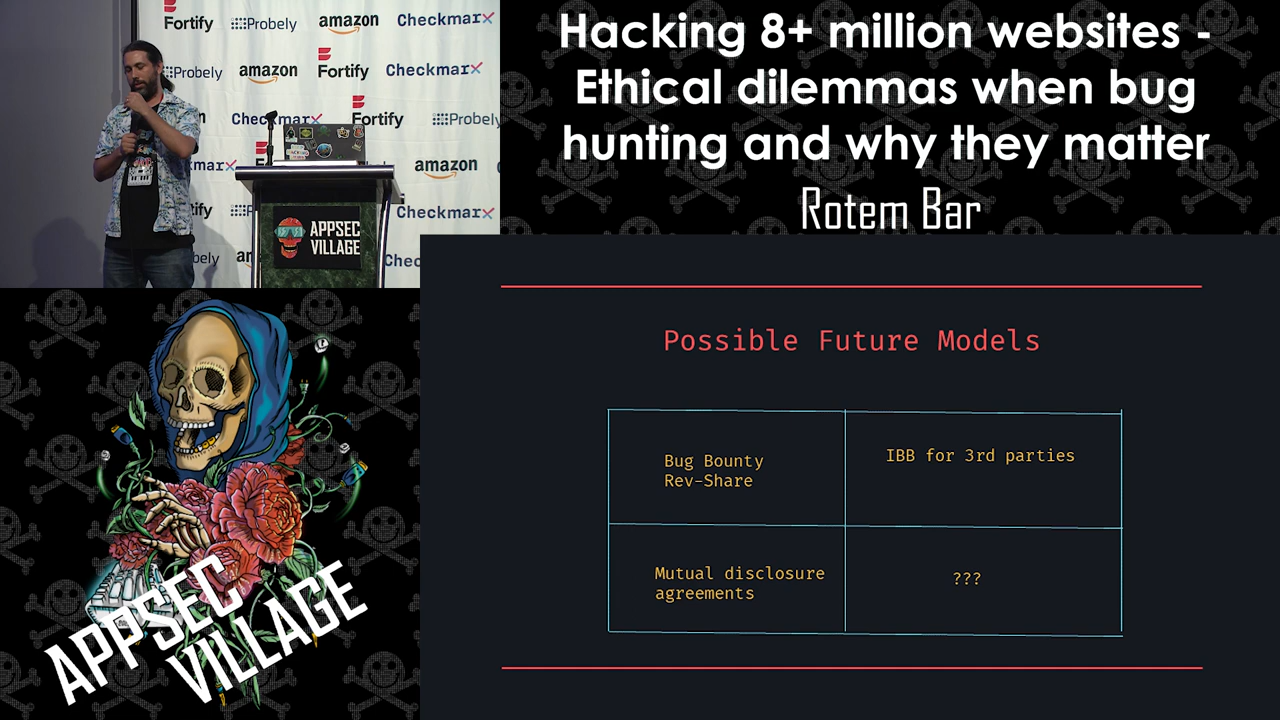 Fortify
Probely
amazon
Checkmarx
Probely
amazon
Fortify
Checkmarx
Checkmarx
Fortify
Probely
amazon
Checkmarx
APPSEC
VILLAGE
Hacking 8+ million websites -
Ethical dilemmas when bug
hunting and why they matter
Rotem Bar
Possible Future Models
Bug Bounty
Rev-Share
IBB for 3rd parties
Mutual disclosure
agreements
???
APPSEC
VILLAGE